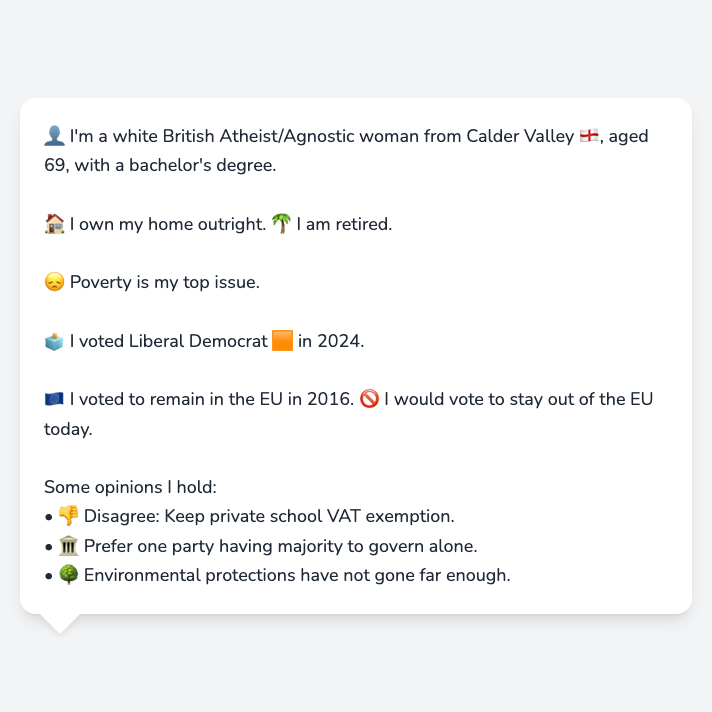 👤 I'm a white British Atheist/Agnostic woman from Calder Valley 🏴󠁧󠁢󠁥󠁮󠁧󠁿, aged
69, with a bachelor's degree.
🏠 I own my home outright. 🌴 I am retired.
😞 Poverty is my top issue.
🗳️ I voted Liberal Democrat 🟧 in 2024.
🇪🇺 I voted to remain in the EU in 2016. 🚫 I would vote to stay out of the EU
today.
Some opinions I hold:
• 👎 Disagree: Keep private school VAT exemption.
• 🏛️ Prefer one party having majority to govern alone.
• 🌳 Environmental protections have not gone far enough.